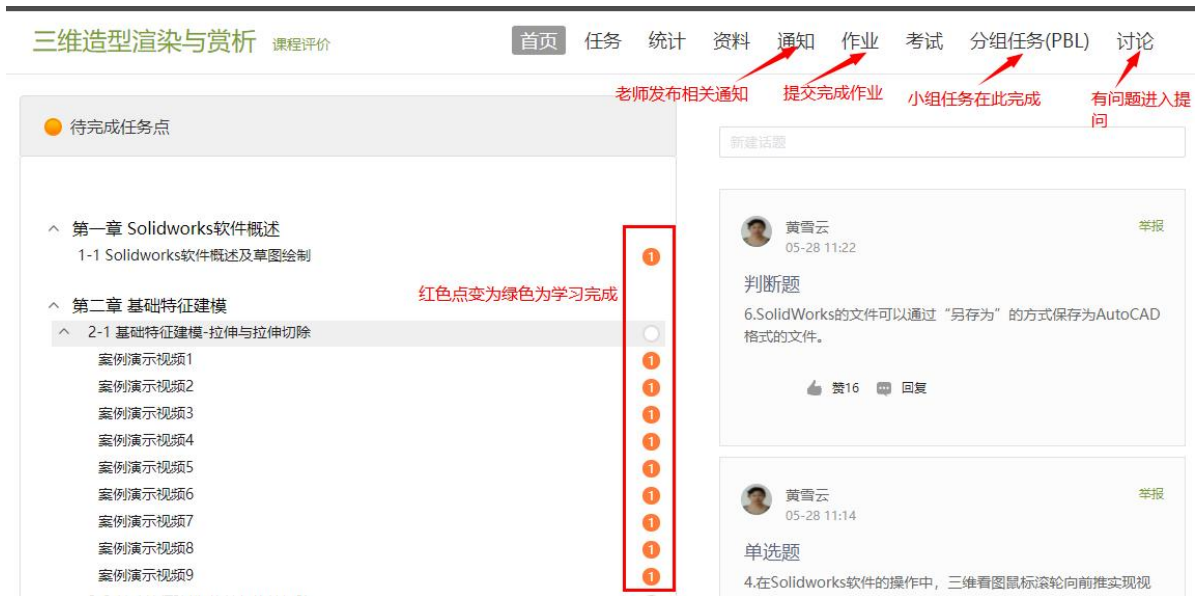 三维造型渲染与赏析 课程评价
首页 任务 统计 资料 通知 作业 考试 分组任务(PBL) 讨论
老师发布相关通知 提交完成作业 小组任务在此完成 有问题进入提
问
待完成任务点
新建话题
第一章 Solidworks软件概述
1-1 Solidworks软件概述及草图绘制 1
红色点变为绿色为学习完成
第二章 基础特征建模
2-1 基础特征建模-拉伸与拉伸切除
案例演示视频1 1
案例演示视频2 1
案例演示视频3 1
案例演示视频4 1
案例演示视频5 1
案例演示视频6 1
案例演示视频7 1
案例演示视频8 1
案例演示视频9 1
黄雪云 举报
05-28 11:22
判断题
6.SolidWorks的文件可以通过“另存为”的方式保存为AutoCAD
格式的文件。
赞16 回复
黄雪云 举报
05-28 11:14
单选题
4.在Solidworks软件的操作中，三维看图鼠标滚轮向前推实现视